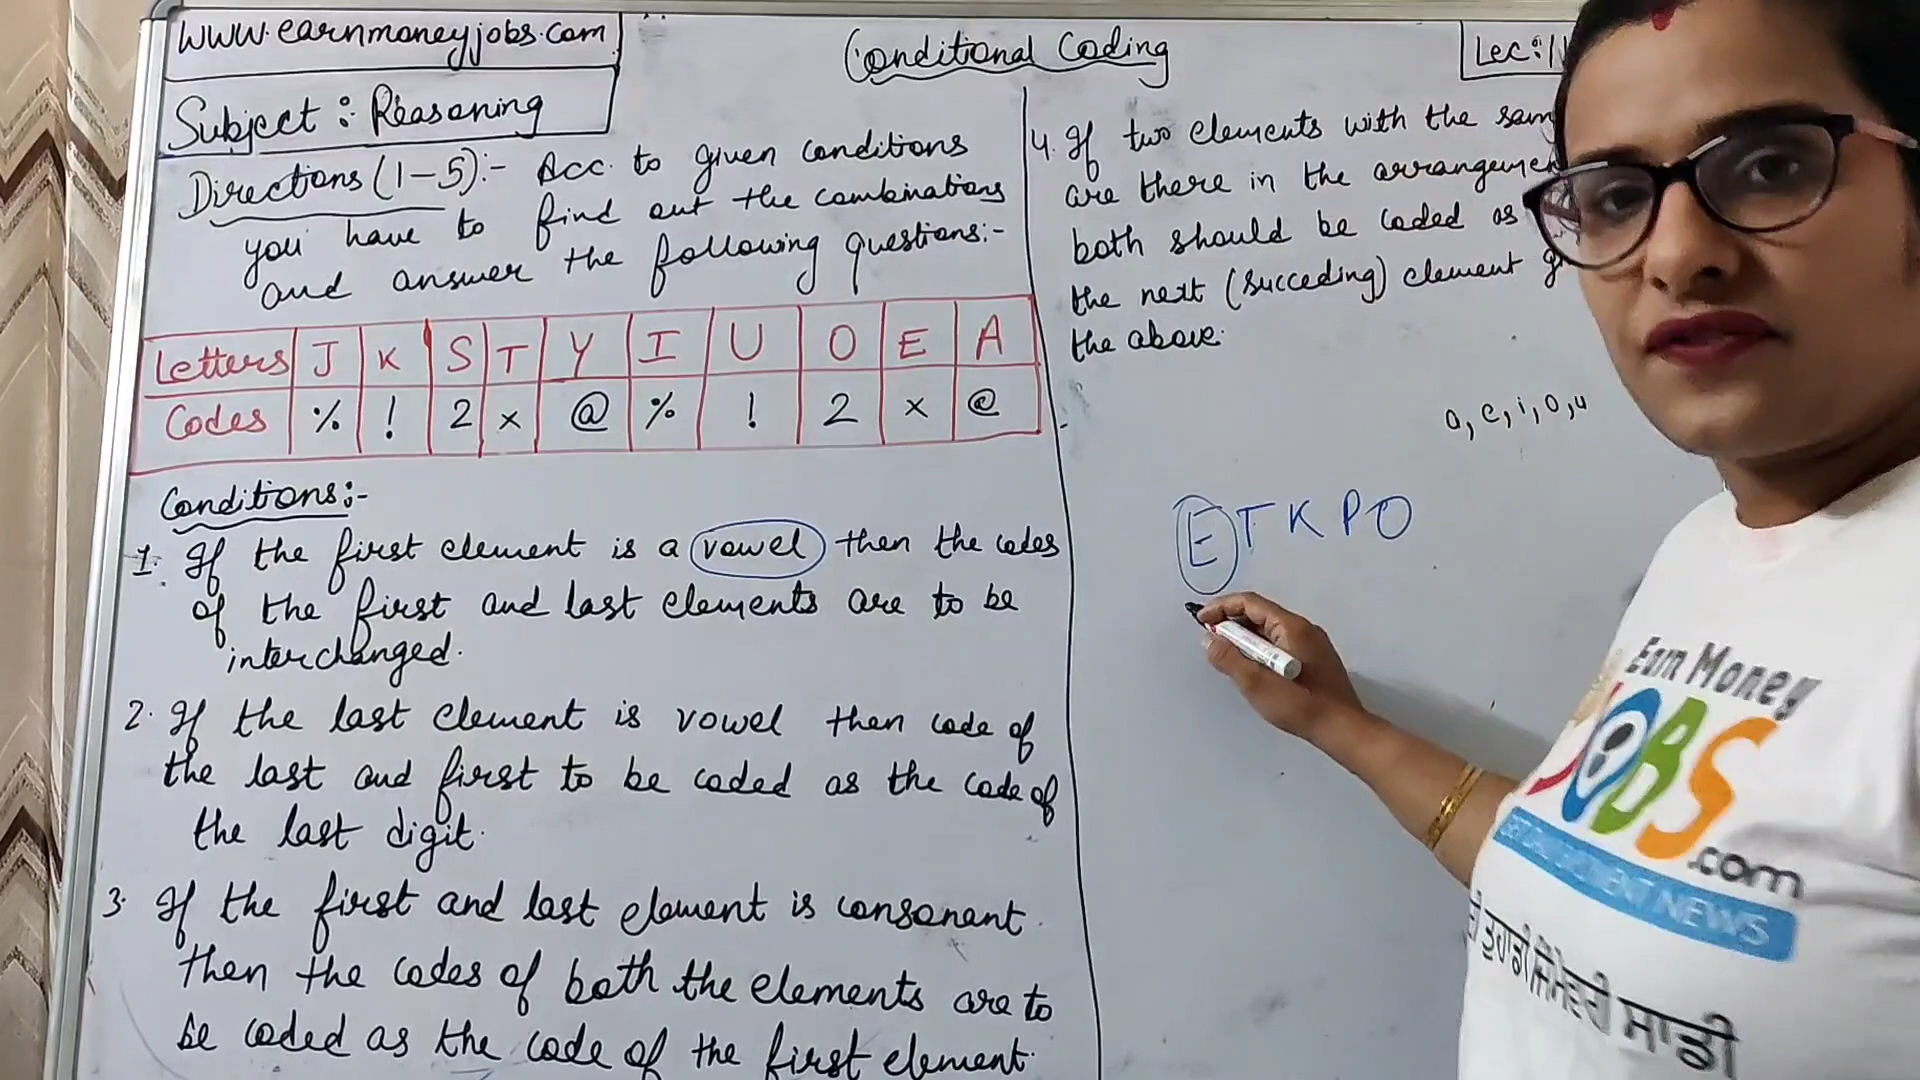 www.earnmoneyjobs.com
Conditional Coding
Lec:
Subject: Reasoning
Directions (1-5):- Acc. to given conditions
you have to find out the combinations
and answer the following questions:-
Letters J K S T Y I U O E A
Codes % ! 2 × @ % ! 2 × @
Conditions:-
1. If the first element is a vowel then the codes
of the first and last elements are to be
interchanged.
2. If the last element is vowel then code of
the last and first to be coded as the code of
the last digit.
3. If the first and last element is consonant
then the codes of both the elements are to
be coded as the code of the first element.
4. If two elements with the sam
are there in the arrangemen
both should be coded as
the next (Succeding) element
the above.
a, e, i, o, u
E T K P O
Earn Money
JOBS
.com
NEWS
ਤੁਹਾਡੀ ਜਿੰਮੇਵਾਰੀ ਸਾਡੀ